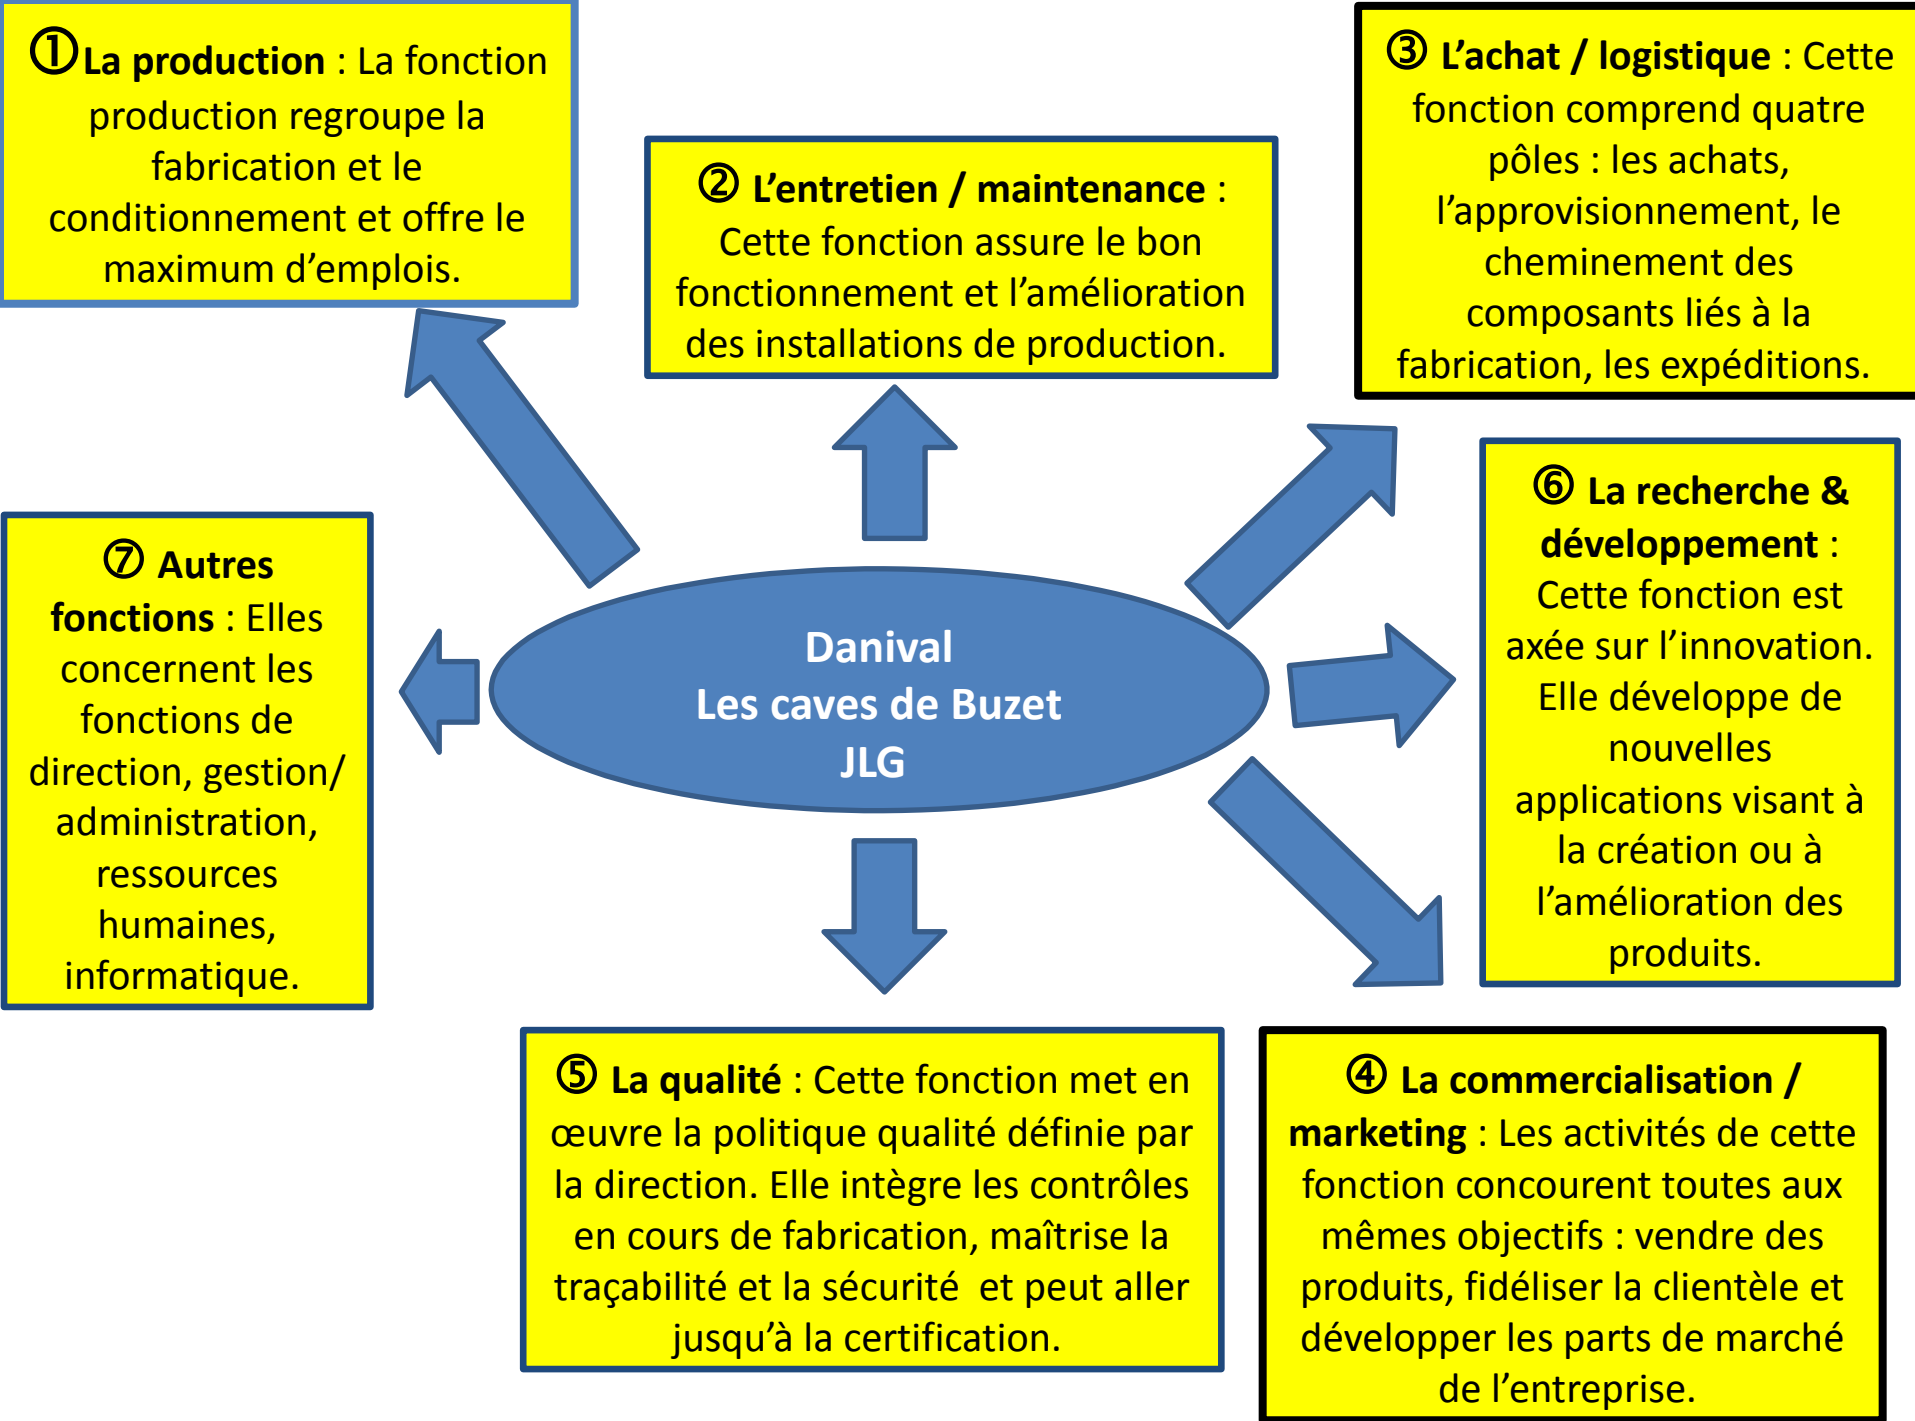 ① La production : La fonction
production regroupe la
fabrication et le
conditionnement et offre le
maximum d’emplois.
② L’entretien / maintenance :
Cette fonction assure le bon
fonctionnement et l’amélioration
des installations de production.
③ L’achat / logistique : Cette
fonction comprend quatre
pôles : les achats,
l’approvisionnement, le
cheminement des
composants liés à la
fabrication, les expéditions.
⑦ Autres
fonctions : Elles
concernent les
fonctions de
direction, gestion/
administration,
ressources
humaines,
informatique.
Danival
Les caves de Buzet
JLG
⑥ La recherche &
développement :
Cette fonction est
axée sur l’innovation.
Elle développe de
nouvelles
applications visant à
la création ou à
l’amélioration des
produits.
⑤ La qualité : Cette fonction met en
œuvre la politique qualité définie par
la direction. Elle intègre les contrôles
en cours de fabrication, maîtrise la
traçabilité et la sécurité  et peut aller
jusqu’à la certification.
④ La commercialisation /
marketing : Les activités de cette
fonction concourent toutes aux
mêmes objectifs : vendre des
produits, fidéliser la clientèle et
développer les parts de marché
de l’entreprise.